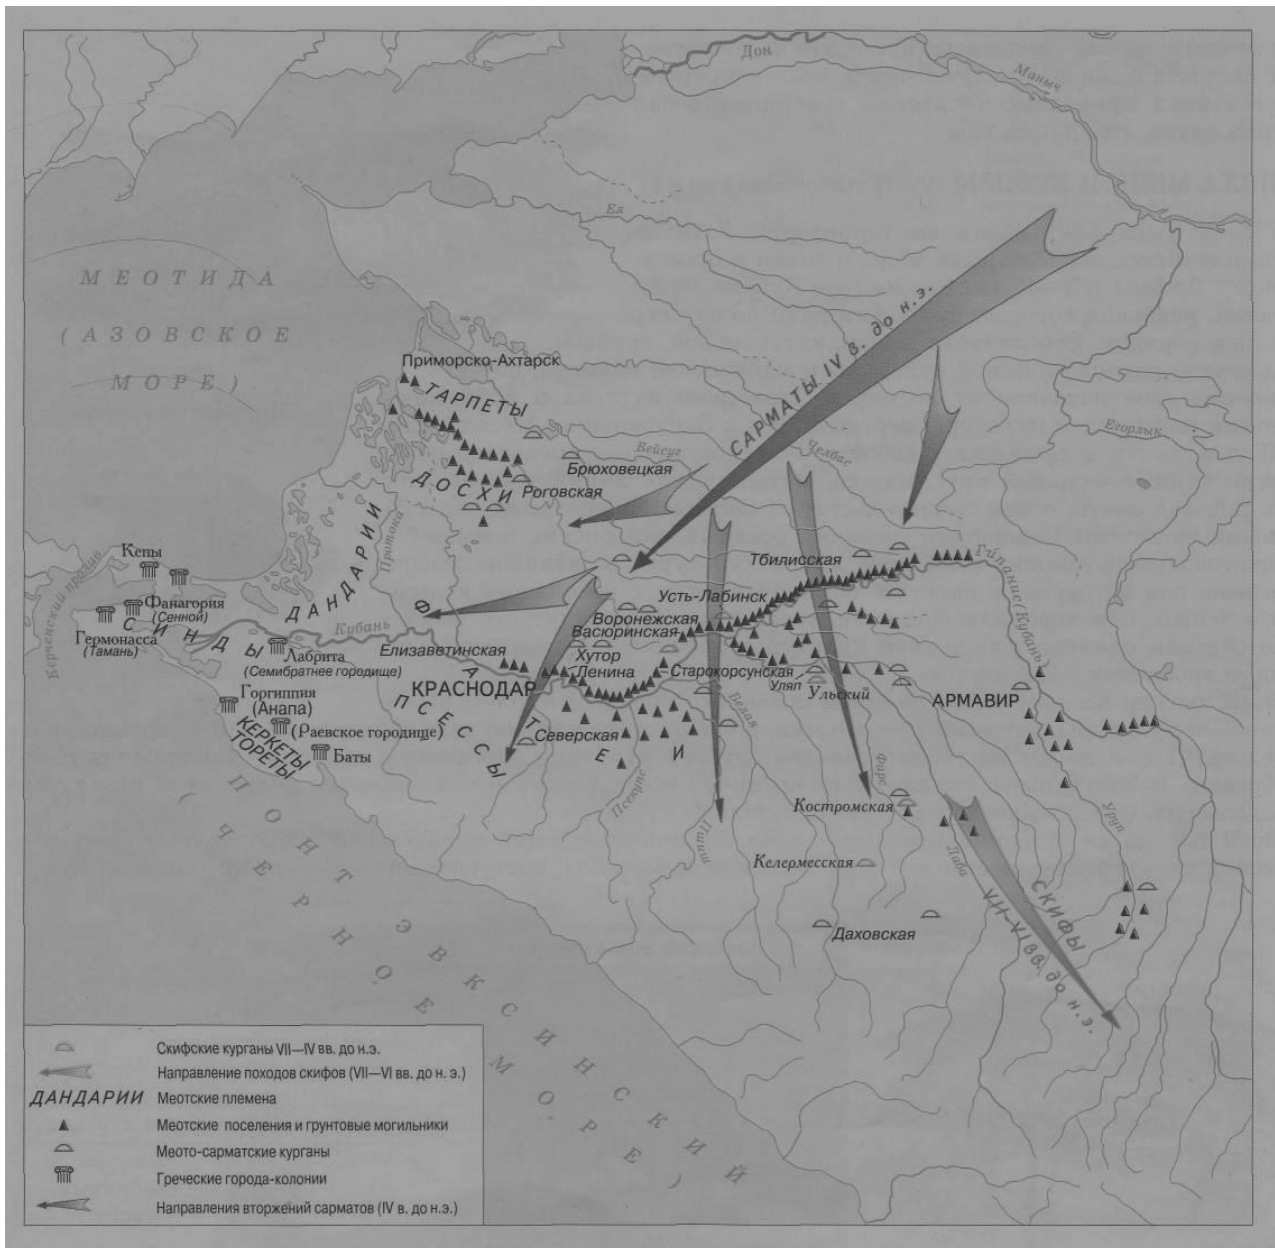 Дон
Маныч
Ея
МЕОТИДА
(АЗОВСКОЕ
МОРЕ)
САРМАТЫ IV в. до н.э.
Приморско-Ахтарск
ТАРПЕТЫ
Бейсуг
Челбас
Егорлык
Брюховецкая
ДОСХИ
Роговская
Протока
ДАНДАРИИ
Керченский пролив
Кепы
Тбилисская
Гипанис(Кубань)
Фанагория
(Сенной)
Гермонасса
(Тамань)
СИНДЫ
Кубань
Усть-Лабинск
Воронежская
Васюринская
Елизаветинская
Хутор
Ленина
Лабрита
(Семибратнее городище)
Старокорсунская
Уляп
Ульский
КРАСНОДАР
АРМАВИР
Горгиппия
(Анапа)
(Раевское городище)
Баты
КЕРКЕТЫ
ТОРЕТЫ
ПСЕССЫ
ФАТЕИ
Северская
Белая
Псекупс
Пшиш
Фарс
Костромская
Уруп
Келермесская
Лаба
Даховская
СКИФЫ
VII–VI вв. до н.э.
ПОНТ ЭВКСИНСКИЙ
(ЧЕРНОЕ МОРЕ)
Скифские курганы VII—IV вв. до н.э.
Направление походов скифов (VII—VI вв. до н. э.)
ДАНДАРИИ Меотские племена
Меотские поселения и грунтовые могильники
Меото-сарматские курганы
Греческие города-колонии
Направления вторжений сарматов (IV в. до н.э.)